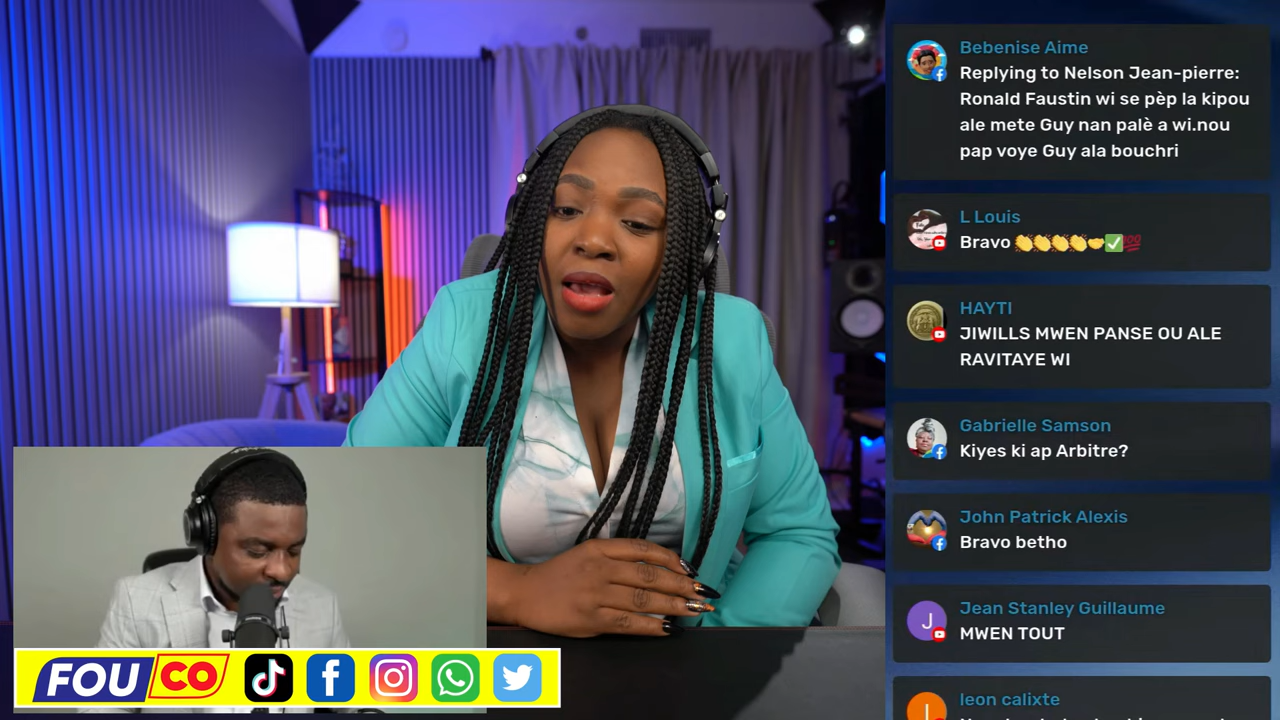 Bebenise Aime
Replying to Nelson Jean-pierre:
Ronald Faustin wi se pèp la kipou
ale mete Guy nan palè a wi.nou
pap voye Guy ala bouchri
L Louis
Bravo 👏👏👏👏🤝✅💯
HAYTI
JIWILLS MWEN PANSE OU ALE
RAVITAYE WI
Gabrielle Samson
Kiyes ki ap Arbitre?
John Patrick Alexis
Bravo betho
J
Jean Stanley Guillaume
MWEN TOUT
leon calixte
FOU CO